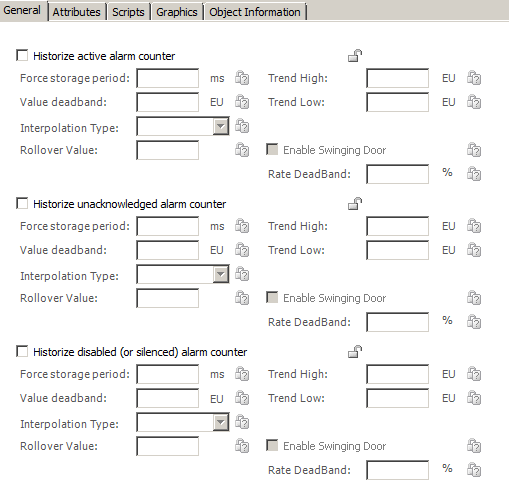 General Attributes Scripts Graphics Object Information
Historize active alarm counter
Force storage period: ms Trend High: EU
Value deadband: EU Trend Low: EU
Interpolation Type:
Rollover Value: Enable Swinging Door
Rate DeadBand: %
Historize unacknowledged alarm counter
Force storage period: ms Trend High: EU
Value deadband: EU Trend Low: EU
Interpolation Type:
Rollover Value: Enable Swinging Door
Rate DeadBand: %
Historize disabled (or silenced) alarm counter
Force storage period: ms Trend High: EU
Value deadband: EU Trend Low: EU
Interpolation Type:
Rollover Value: Enable Swinging Door
Rate DeadBand: %